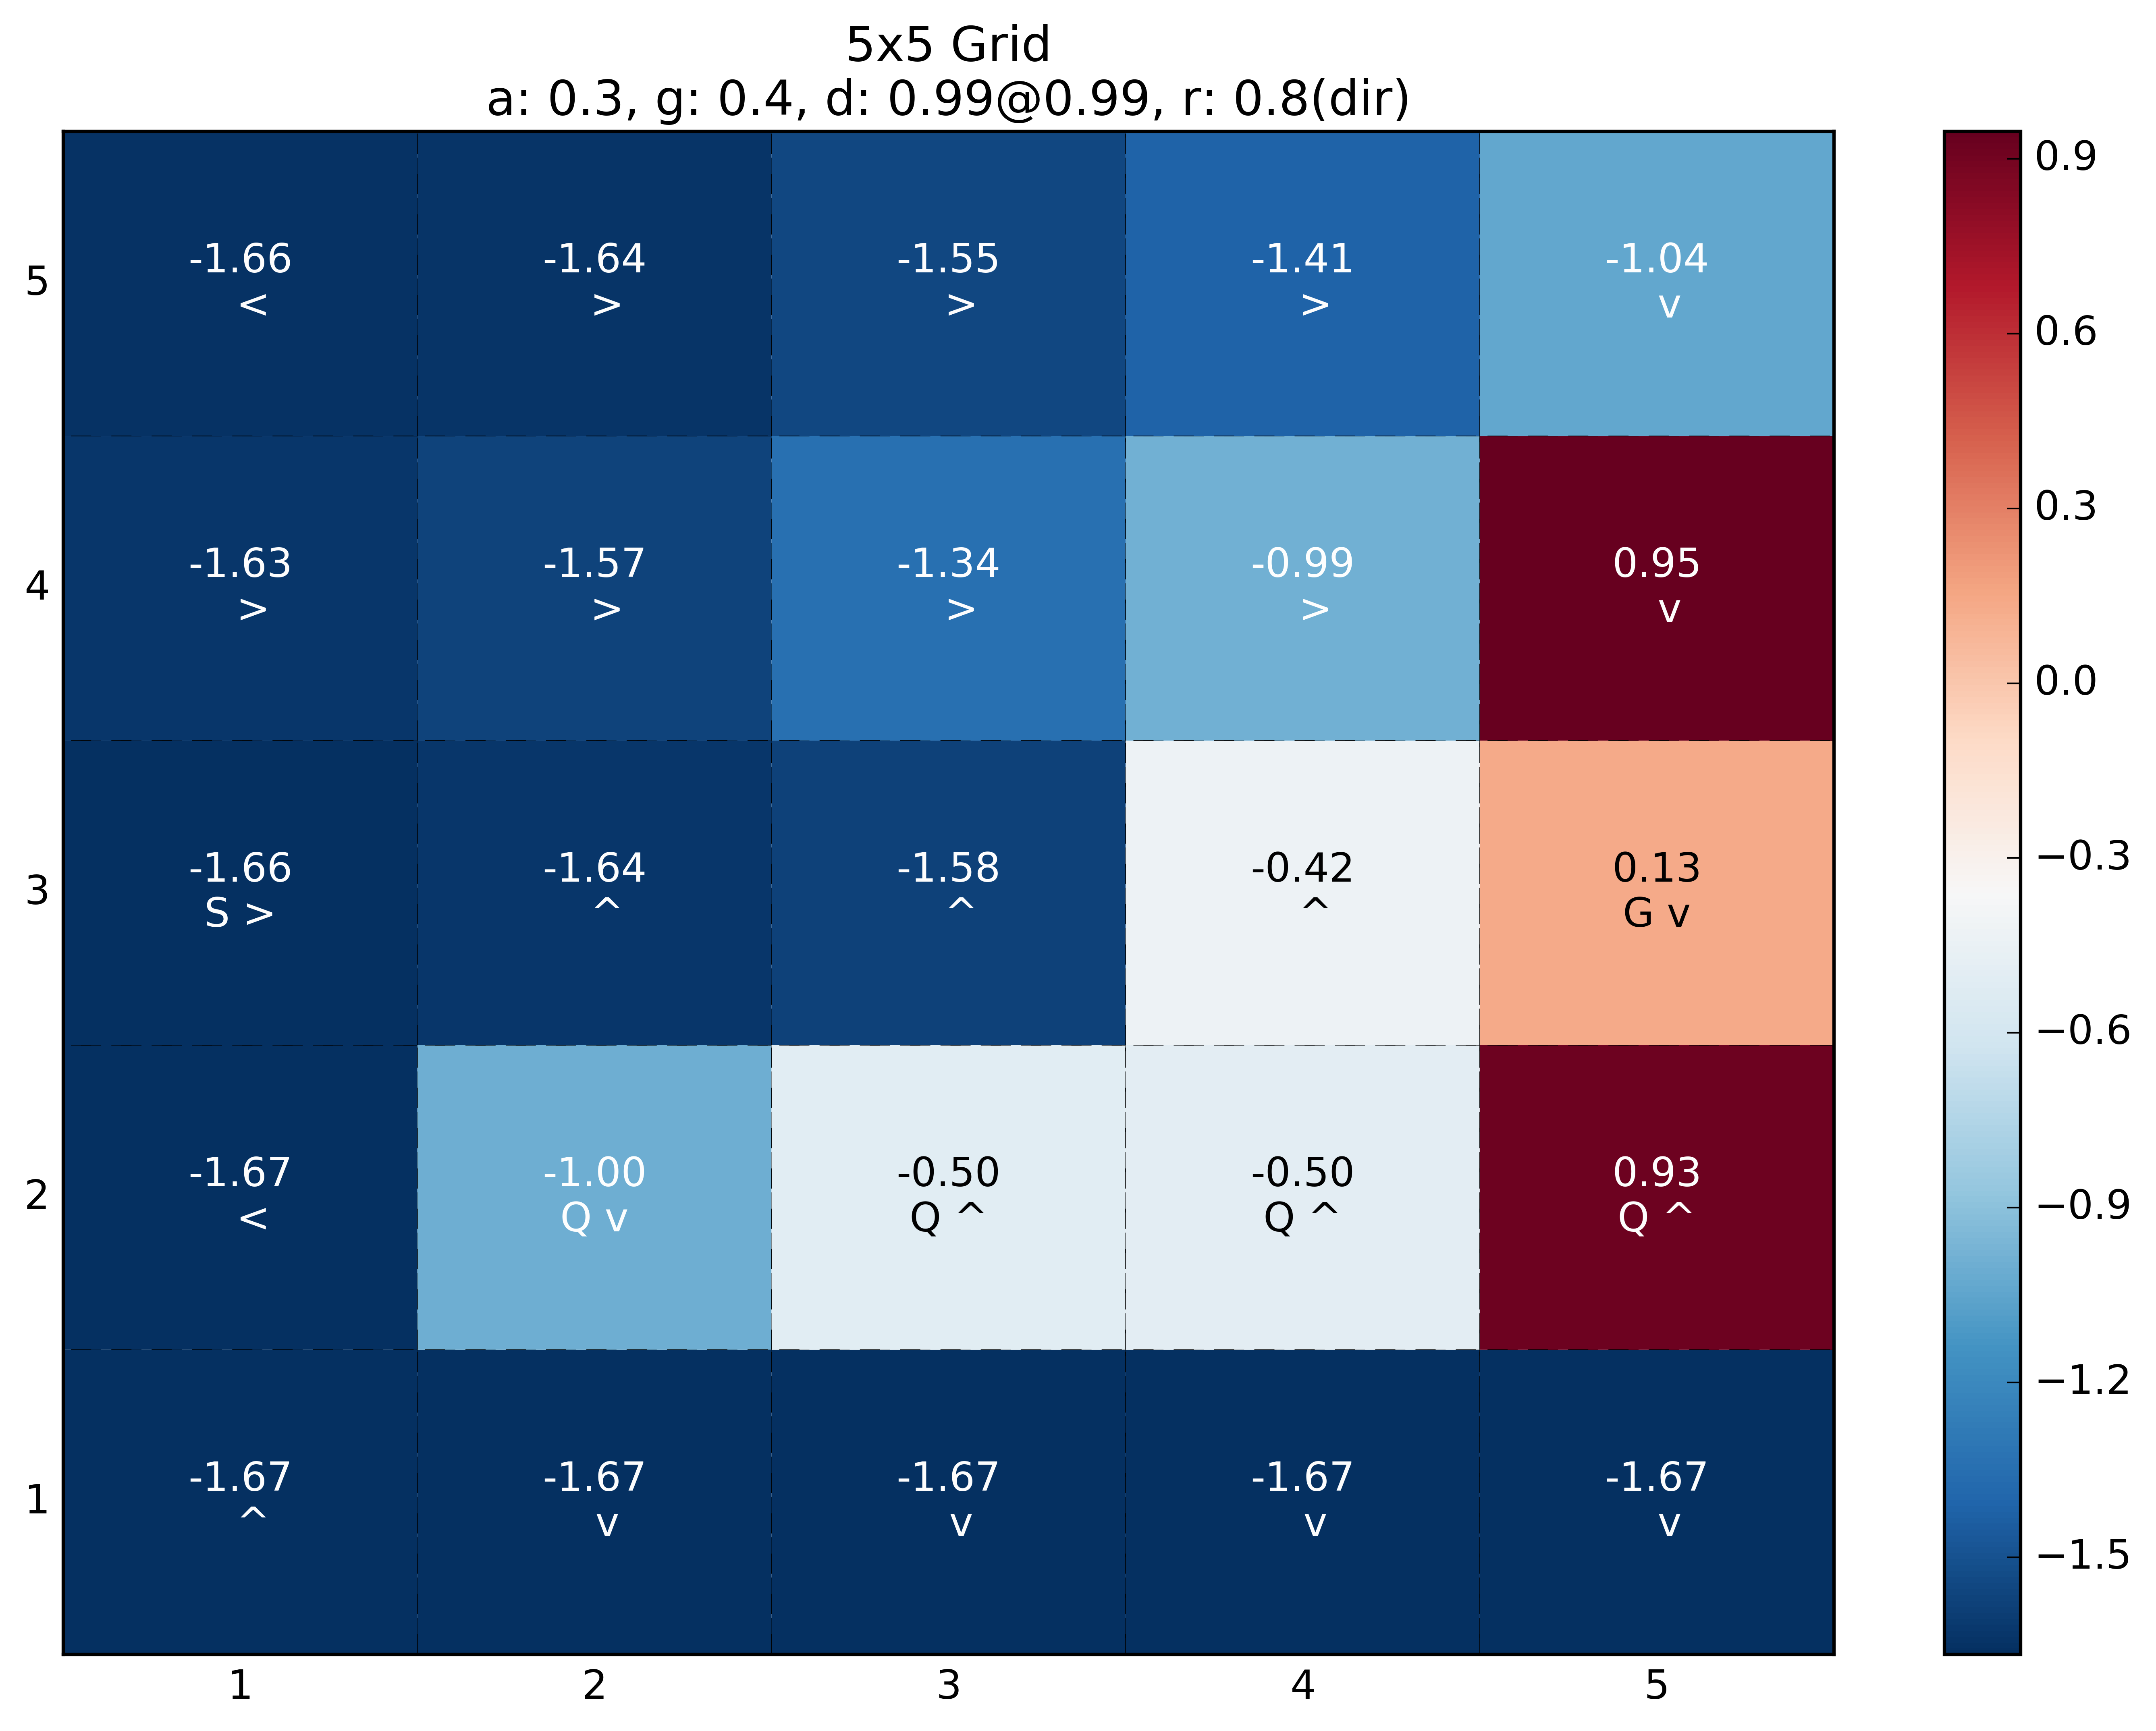 5x5 Grid
a: 0.3, g: 0.4, d: 0.99@0.99, r: 0.8(dir)
5
-1.66 -1.64 -1.55 -1.41 -1.04
< > > > v
4
-1.63 -1.57 -1.34 -0.99 0.95
> > > > v
3
-1.66 -1.64 -1.58 -0.42 0.13
S > ^ ^ ^ G v
2
-1.67 -1.00 -0.50 -0.50 0.93
< Q v Q ^ Q ^ Q ^
1
-1.67 -1.67 -1.67 -1.67 -1.67
^ v v v v
1 2 3 4 5
0.9
0.6
0.3
0.0
−0.3
−0.6
−0.9
−1.2
−1.5